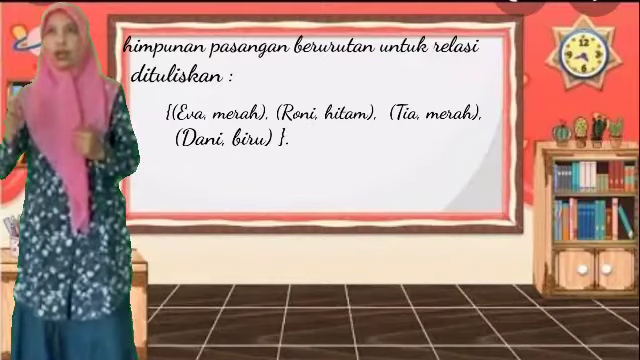 himpunan pasangan berurutan untuk relasi
dituliskan :
{(Eva, merah), (Roni, hitam), (Tia, merah),
(Dani, biru) }.